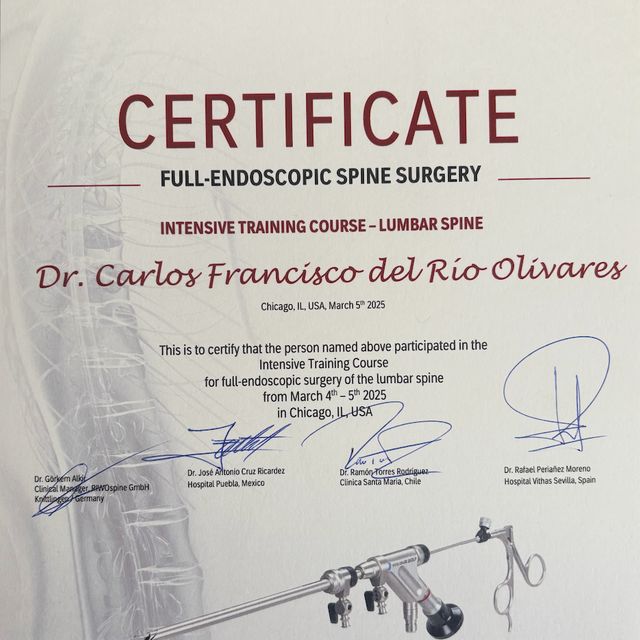 CERTIFICATE
FULL-ENDOSCOPIC SPINE SURGERY
INTENSIVE TRAINING COURSE – LUMBAR SPINE
Dr. Carlos Francisco del Río Olivares
Chicago, IL, USA, March 5th 2025
This is to certify that the person named above participated in the
Intensive Training Course
for full-endoscopic surgery of the lumbar spine
from March 4th – 5th 2025
in Chicago, IL, USA
Dr. Görkem Alkir
Clinical Manager, RIWOspine GmbH
Knittlingen / Germany
Dr. José Antonio Cruz Ricardez
Hospital Puebla, Mexico
Dr. Ramón Torres Rodríguez
Clinica Santa Maria, Chile
Dr. Rafael Periañez Moreno
Hospital Vithas Sevilla, Spain